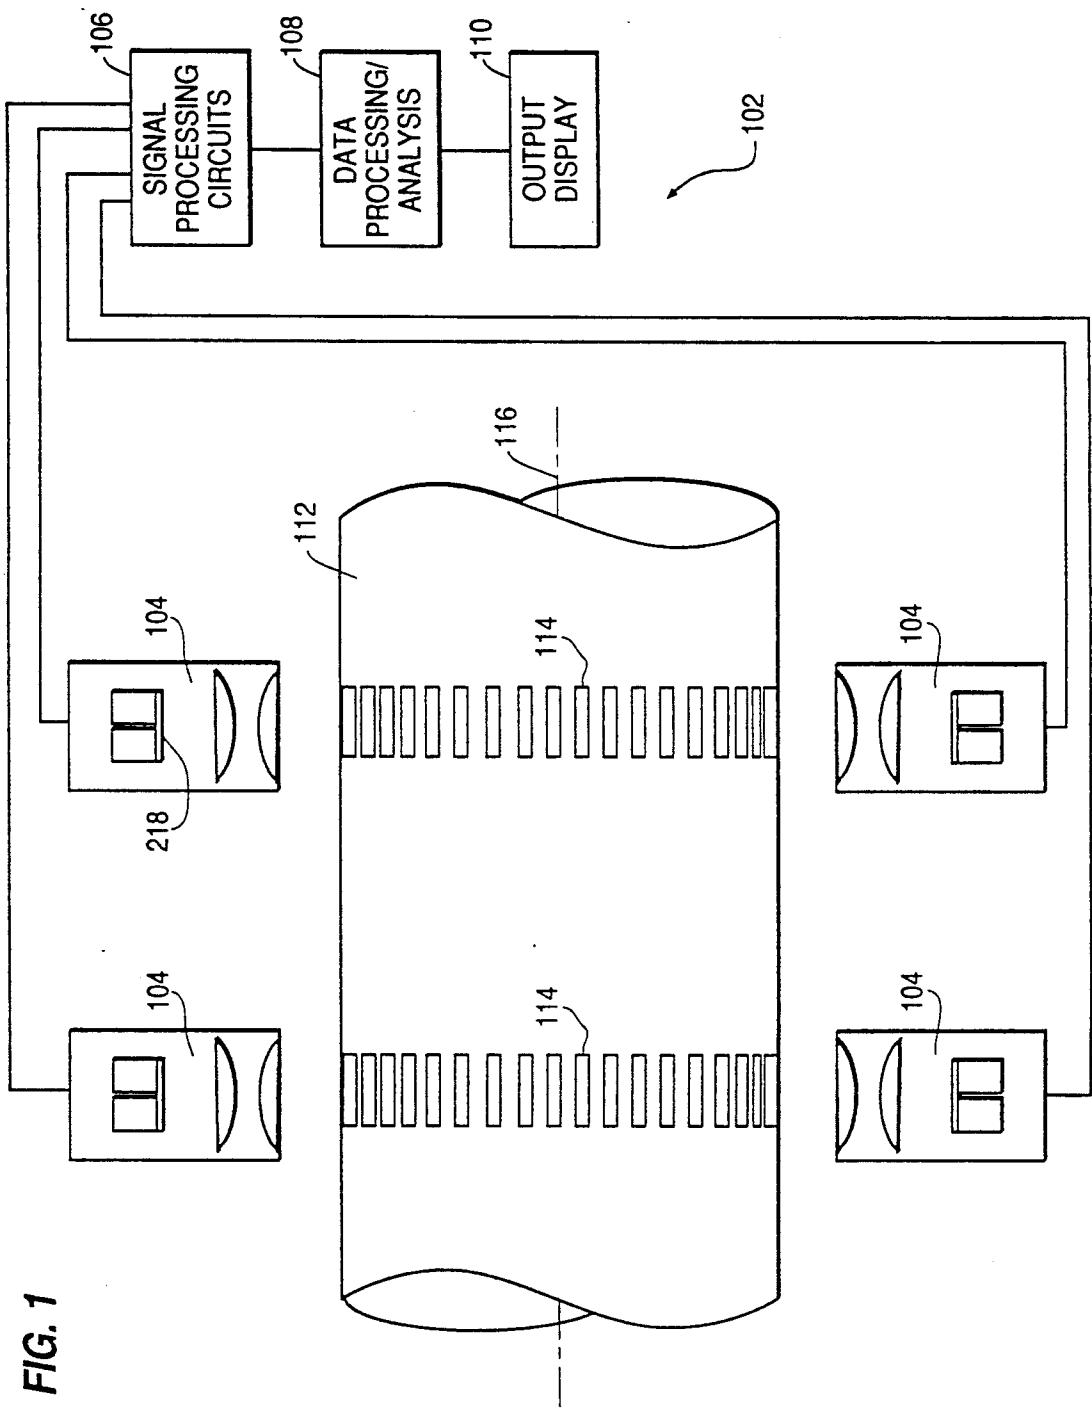 FIG. 1
106
SIGNAL
PROCESSING
CIRCUITS
108
DATA
PROCESSING/
ANALYSIS
110
OUTPUT
DISPLAY
102
104
104
218
112
116
114
114
104
104